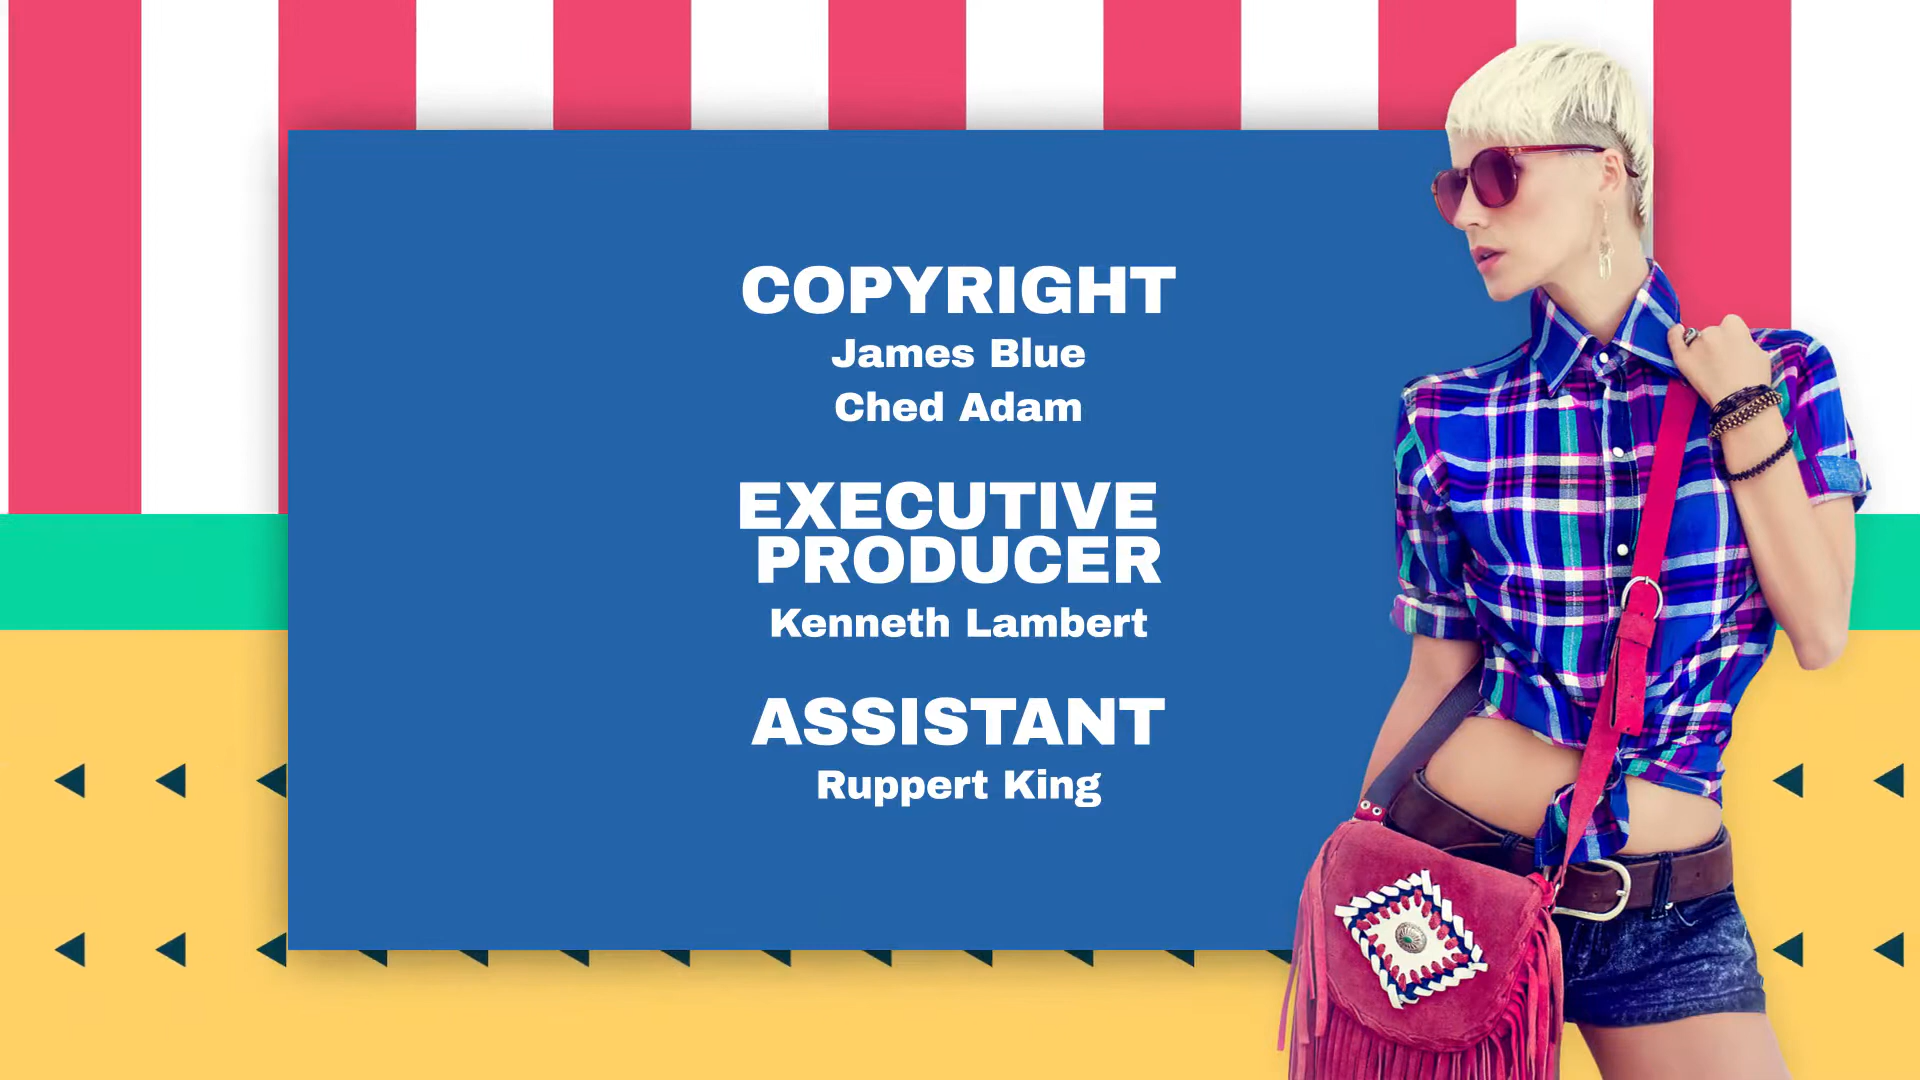 COPYRIGHT
James Blue
Ched Adam
EXECUTIVE
PRODUCER
Kenneth Lambert
ASSISTANT
Ruppert King